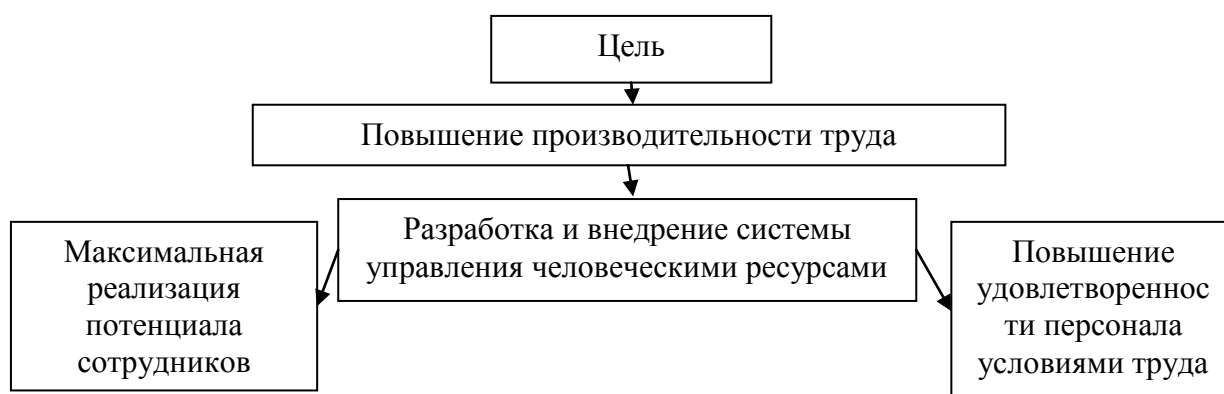 Цель
Повышение производительности труда
Разработка и внедрение системы
управления человеческими ресурсами
Максимальная
реализация
потенциала
сотрудников
Повышение
удовлетвореннос
ти персонала
условиями труда